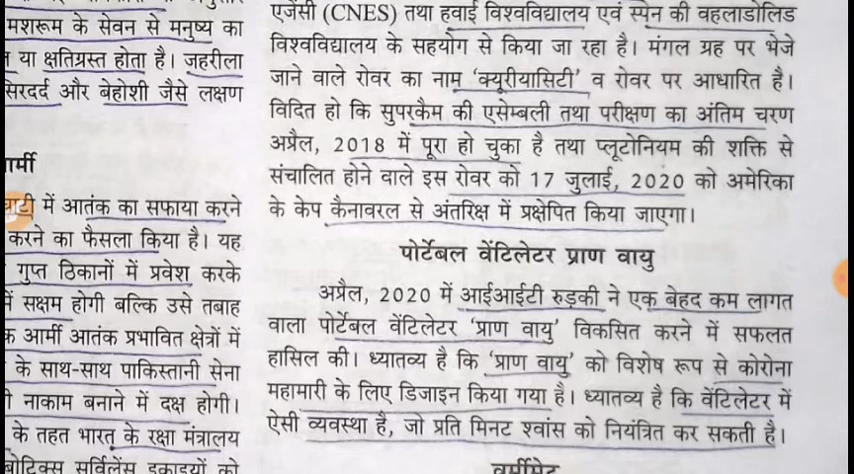 मशरूम के सेवन से मनुष्य का
या क्षतिग्रस्त होता है। जहरीला
सिरदर्द और बेहोशी जैसे लक्षण
आर्मी
घाटी में आतंक का सफाया करने
करने का फैसला किया है। यह
गुप्त ठिकानों में प्रवेश करके
में सक्षम होगी बल्कि उसे तबाह
आर्मी आतंक प्रभावित क्षेत्रों में
के साथ-साथ पाकिस्तानी सेना
नाकाम बनाने में दक्ष होगी।
के तहत भारत के रक्षा मंत्रालय
सर्विलेंस इकाइयों को
एजेंसी (CNES) तथा हवाई विश्वविद्यालय एवं स्पेन की वहलाडोलिड
विश्वविद्यालय के सहयोग से किया जा रहा है। मंगल ग्रह पर भेजे
जाने वाले रोवर का नाम 'क्यूरीयासिटी' व रोवर पर आधारित है।
विदित हो कि सुपरकैम की एसेम्बली तथा परीक्षण का अंतिम चरण
अप्रैल, 2018 में पूरा हो चुका है तथा प्लूटोनियम की शक्ति से
संचालित होने वाले इस रोवर को 17 जुलाई, 2020 को अमेरिका
के केप कैनावरल से अंतरिक्ष में प्रक्षेपित किया जाएगा।
पोर्टेबल वेंटिलेटर प्राण वायु
अप्रैल, 2020 में आईआईटी रुड़की ने एक बेहद कम लागत
वाला पोर्टेबल वेंटिलेटर 'प्राण वायु' विकसित करने में सफलत
हासिल की। ध्यातव्य है कि 'प्राण वायु' को विशेष रूप से कोरोना
महामारी के लिए डिजाइन किया गया है। ध्यातव्य है कि वेंटिलेटर में
ऐसी व्यवस्था है, जो प्रति मिनट श्वांस को नियंत्रित कर सकती है।